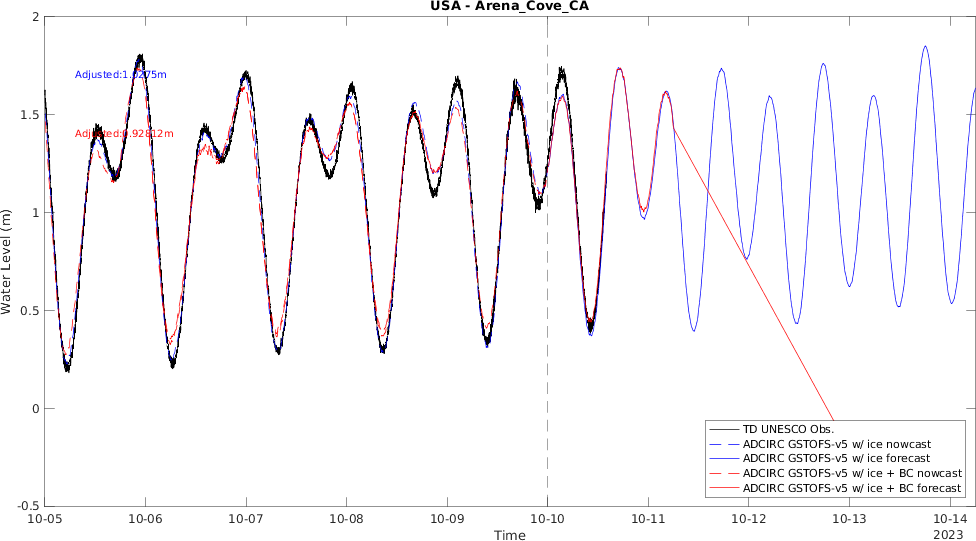 USA - Arena_Cove_CA
2
1.5
1
0.5
0
-0.5
Water Level (m)
Adjusted:1.0275m
Adjusted:0.92812m
TD UNESCO Obs.
ADCIRC GSTOFS-v5 w/ ice nowcast
ADCIRC GSTOFS-v5 w/ ice forecast
ADCIRC GSTOFS-v5 w/ ice + BC nowcast
ADCIRC GSTOFS-v5 w/ ice + BC forecast
10-05 10-06 10-07 10-08 10-09 10-10 10-11 10-12 10-13 10-14
Time
2023